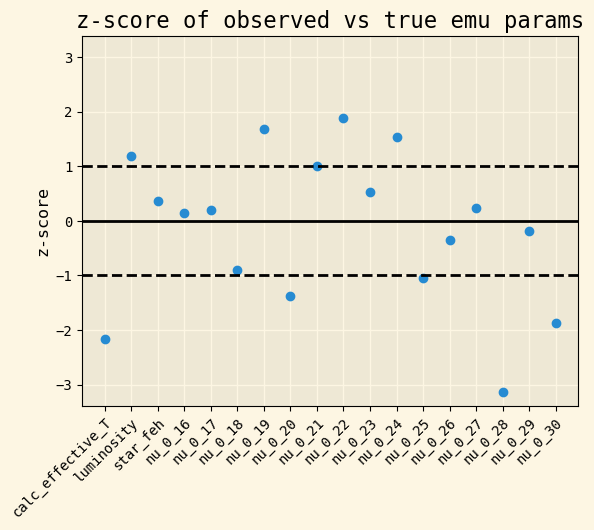 z-score of observed vs true emu params
z-score
3
2
1
0
−1
−2
−3
calc_effective_T
luminosity
star_feh
nu_0_16
nu_0_17
nu_0_18
nu_0_19
nu_0_20
nu_0_21
nu_0_22
nu_0_23
nu_0_24
nu_0_25
nu_0_26
nu_0_27
nu_0_28
nu_0_29
nu_0_30